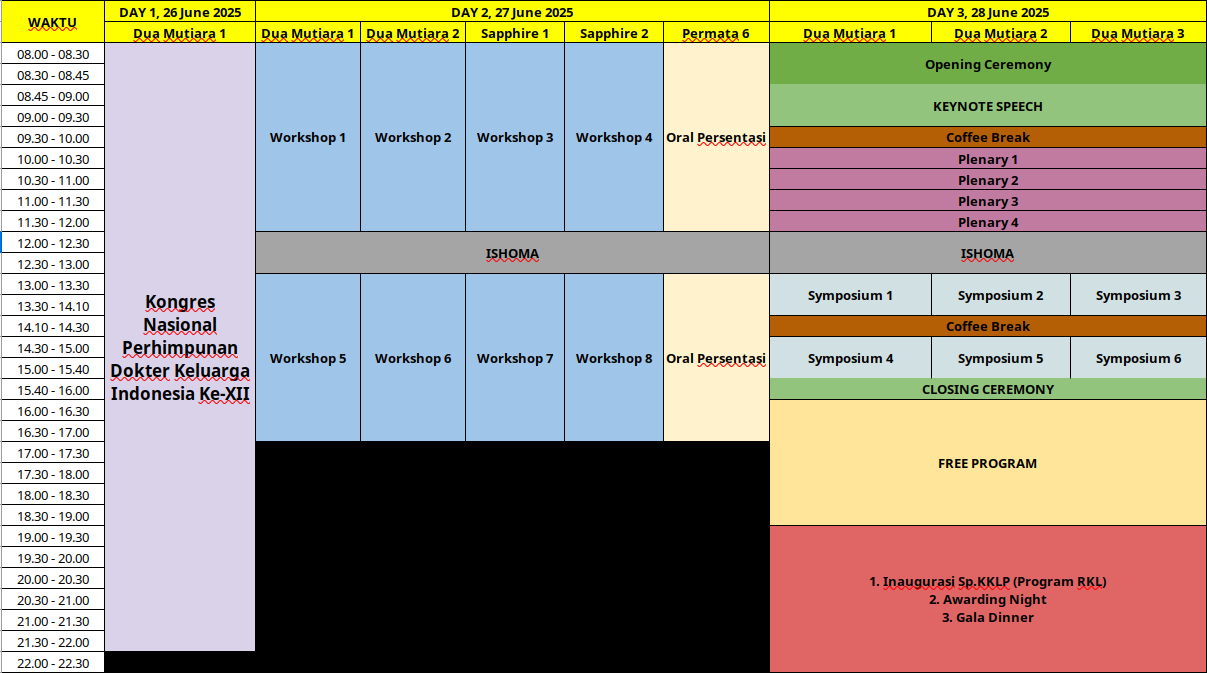 WAKTU
DAY 1, 26 June 2025
DAY 2, 27 June 2025
DAY 3, 28 June 2025
Dua Mutiara 1
Dua Mutiara 1
Dua Mutiara 2
Sapphire 1
Sapphire 2
Permata 6
Dua Mutiara 1
Dua Mutiara 2
Dua Mutiara 3
08.00 - 08.30
08.30 - 08.45
08.45 - 09.00
09.00 - 09.30
09.30 - 10.00
10.00 - 10.30
10.30 - 11.00
11.00 - 11.30
11.30 - 12.00
12.00 - 12.30
12.30 - 13.00
13.00 - 13.30
13.30 - 14.10
14.10 - 14.30
14.30 - 15.00
15.00 - 15.40
15.40 - 16.00
16.00 - 16.30
16.30 - 17.00
17.00 - 17.30
17.30 - 18.00
18.00 - 18.30
18.30 - 19.00
19.00 - 19.30
19.30 - 20.00
20.00 - 20.30
20.30 - 21.00
21.00 - 21.30
21.30 - 22.00
22.00 - 22.30
Kongres
Nasional
Perhimpunan
Dokter Keluarga
Indonesia Ke-XII
Workshop 1
Workshop 2
Workshop 3
Workshop 4
Oral Persentasi
ISHOMA
Workshop 5
Workshop 6
Workshop 7
Workshop 8
Oral Persentasi
Opening Ceremony
KEYNOTE SPEECH
Coffee Break
Plenary 1
Plenary 2
Plenary 3
Plenary 4
ISHOMA
Symposium 1
Symposium 2
Symposium 3
Coffee Break
Symposium 4
Symposium 5
Symposium 6
CLOSING CEREMONY
FREE PROGRAM
1. Inaugurasi Sp.KKLP (Program RKL)
2. Awarding Night
3. Gala Dinner